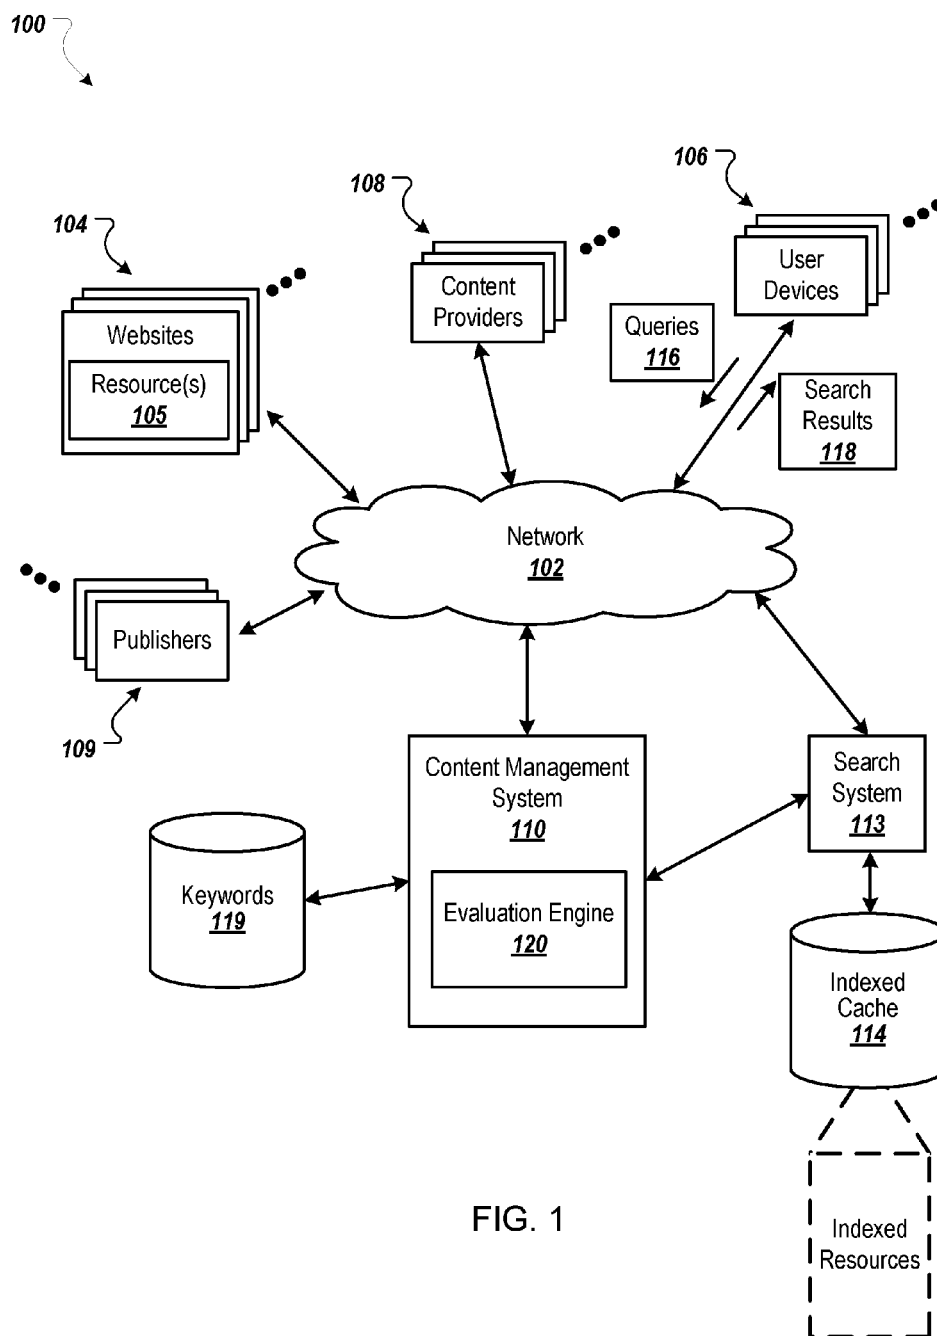 100
106
108
104
User
Devices
Content
Providers
Queries
116
Websites
Resource(s)
105
Search
Results
118
Network
102
Publishers
109
Content Management
System
110
Search
System
113
Keywords
119
Evaluation Engine
120
Indexed
Cache
114
FIG. 1
Indexed
Resources